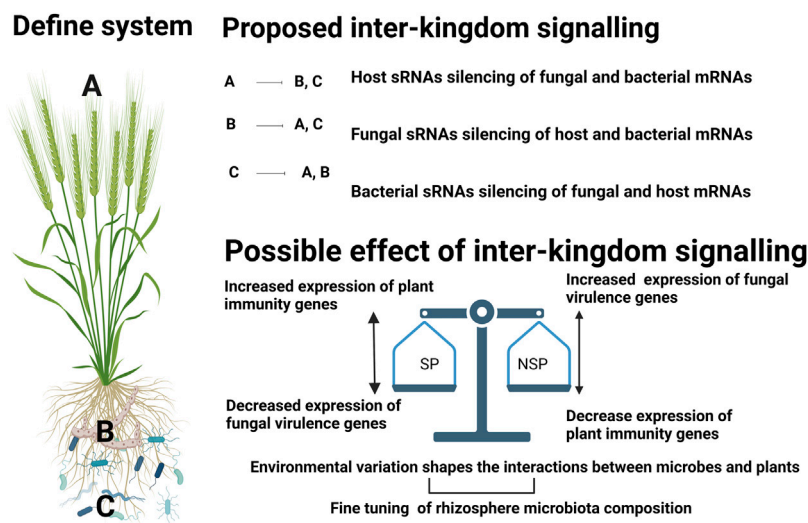 Define system
Proposed inter-kingdom signalling
A
A B, C
Host sRNAs silencing of fungal and bacterial mRNAs
B A, C
Fungal sRNAs silencing of host and bacterial mRNAs
C A, B
Bacterial sRNAs silencing of fungal and host mRNAs
Possible effect of inter-kingdom signalling
Increased expression of plant
immunity genes
Increased expression of fungal
virulence genes
SP
NSP
Decreased expression of
fungal virulence genes
Decrease expression of
plant immunity genes
B
C
Environmental variation shapes the interactions between microbes and plants
Fine tuning of rhizosphere microbiota composition